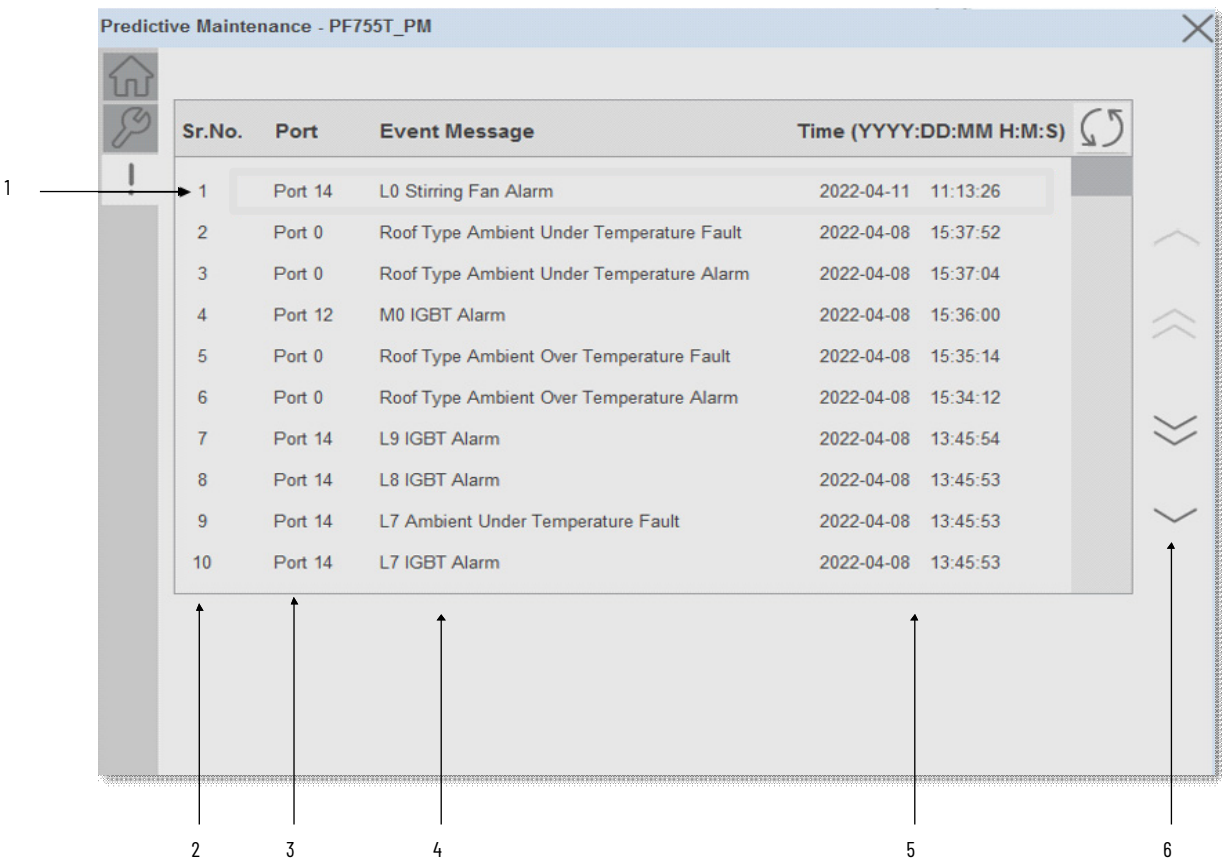 Predictive Maintenance - PF755T_PM
Sr.No. Port Event Message Time (YYYY:DD:MM H:M:S)
1
1 Port 14 L0 Stirring Fan Alarm 2022-04-11 11:13:26
2 Port 0 Roof Type Ambient Under Temperature Fault 2022-04-08 15:37:52
3 Port 0 Roof Type Ambient Under Temperature Alarm 2022-04-08 15:37:04
4 Port 12 M0 IGBT Alarm 2022-04-08 15:36:00
5 Port 0 Roof Type Ambient Over Temperature Fault 2022-04-08 15:35:14
6 Port 0 Roof Type Ambient Over Temperature Alarm 2022-04-08 15:34:12
7 Port 14 L9 IGBT Alarm 2022-04-08 13:45:54
8 Port 14 L8 IGBT Alarm 2022-04-08 13:45:53
9 Port 14 L7 Ambient Under Temperature Fault 2022-04-08 13:45:53
10 Port 14 L7 IGBT Alarm 2022-04-08 13:45:53
2 3 4 5 6